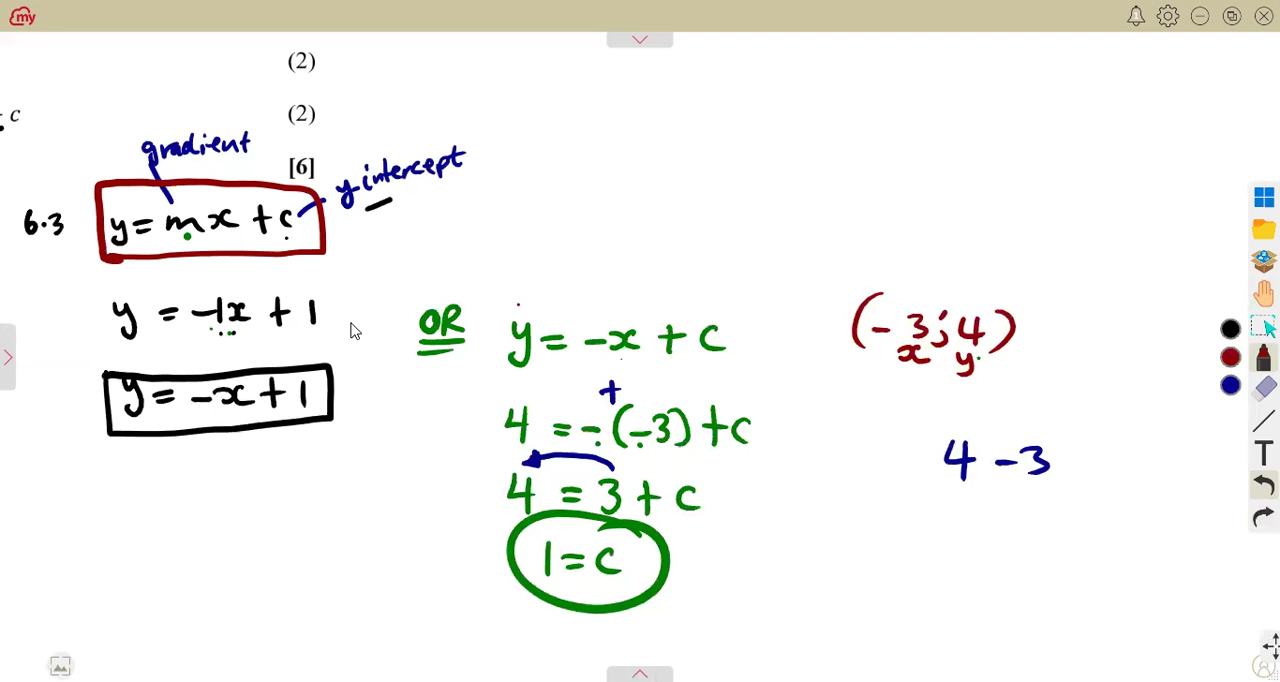 my
(2)
c
(2)
gradient
[6]
y intercept
6.3
y = mx + c
y = -1x + 1
y = -x + 1
OR
y = -x + c
+
4 = -(-3) + c
4 = 3 + c
1 = c
(-3;4)
x y
4 - 3
T